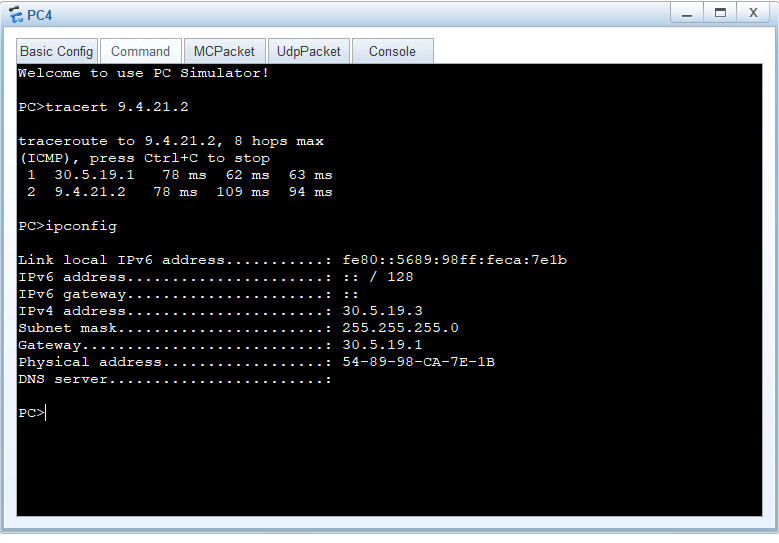 PC4
Basic Config Command MCPacket UdpPacket Console
Welcome to use PC Simulator!
PC>tracert 9.4.21.2
traceroute to 9.4.21.2, 8 hops max
(ICMP), press Ctrl+C to stop
1 30.5.19.1 78 ms 62 ms 63 ms
2 9.4.21.2 78 ms 109 ms 94 ms
PC>ipconfig
Link local IPv6 address...........: fe80::5689:98ff:feca:7e1b
IPv6 address......................: :: / 128
IPv6 gateway......................: ::
IPv4 address......................: 30.5.19.3
Subnet mask.......................: 255.255.255.0
Gateway...........................: 30.5.19.1
Physical address..................: 54-89-98-CA-7E-1B
DNS server........................:
PC>